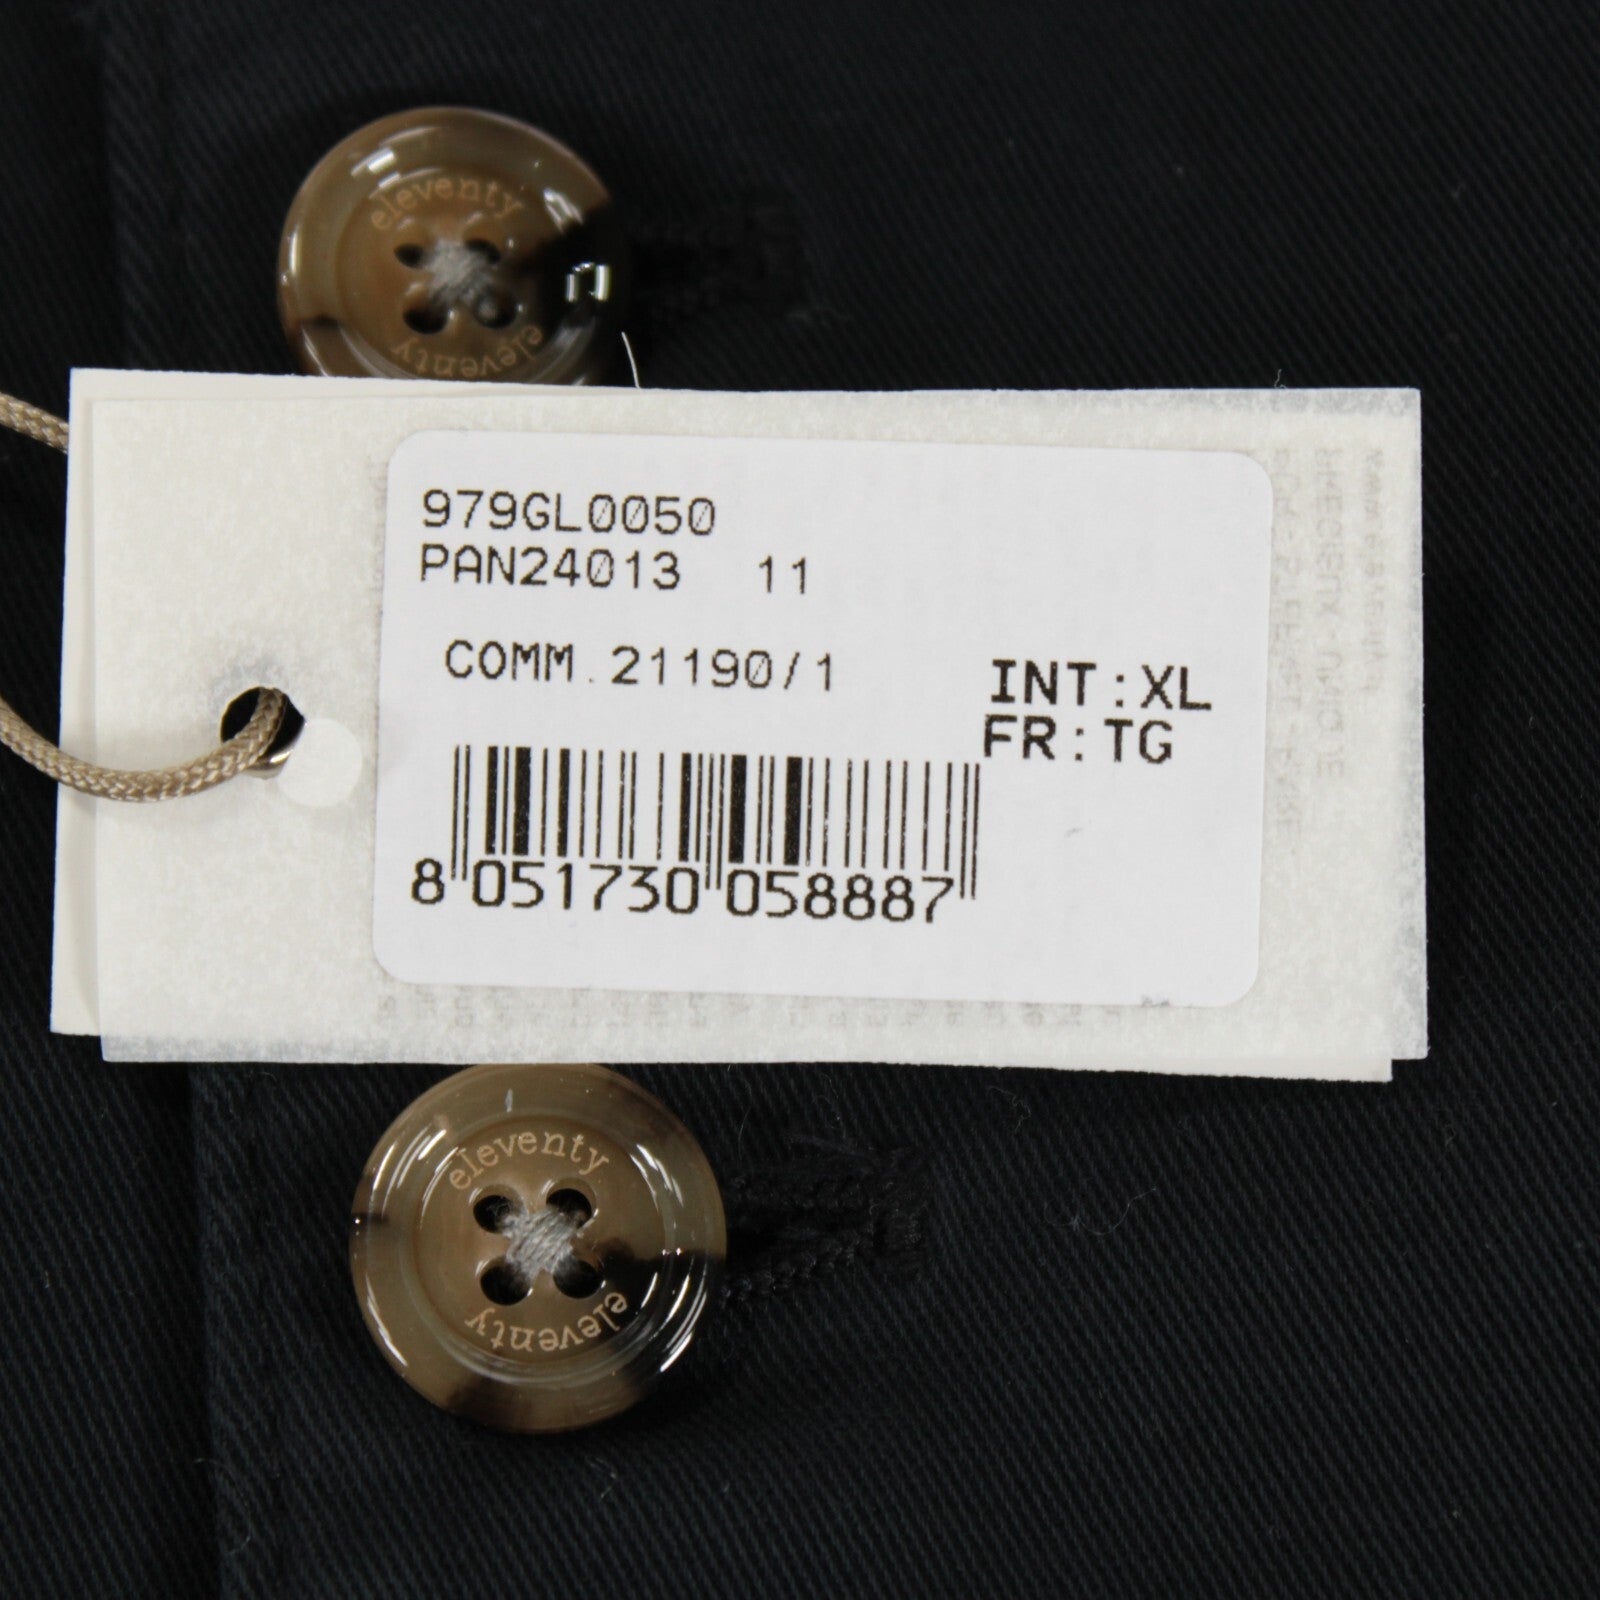 eleventy
eleventy
979GL0050
PAN24013 11
COMM.21190/1
INT:XL
FR:TG
8 051730 058887
eleventy
eleventy